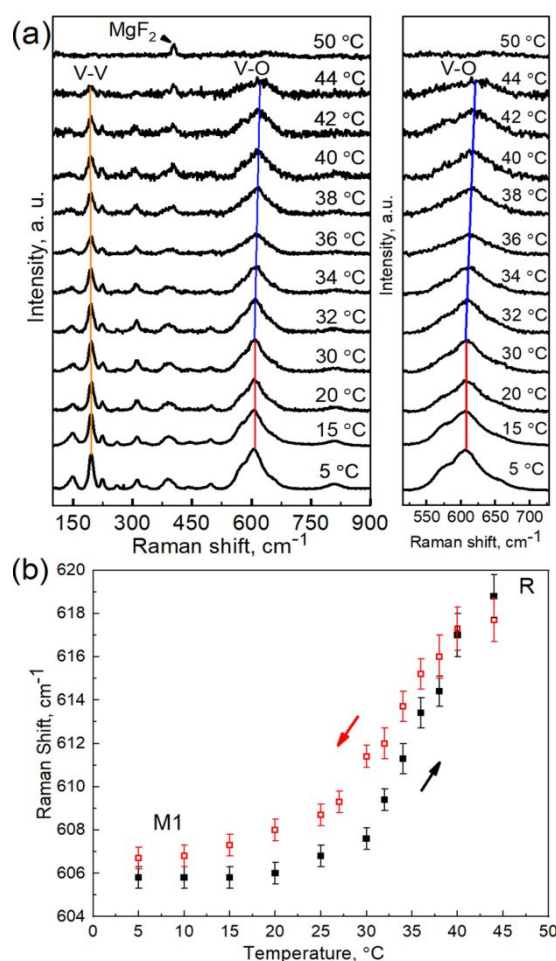 (a)
MgF₂
50 °C
V-V
V-O
44 °C
42 °C
40 °C
38 °C
36 °C
34 °C
32 °C
30 °C
20 °C
15 °C
5 °C
Intensity, a. u.
150 300 450 600 750 900
Raman shift, cm⁻¹
50 °C
V-O
44 °C
42 °C
40 °C
38 °C
36 °C
34 °C
32 °C
30 °C
20 °C
15 °C
5 °C
Intensity, a.u.
550 600 650 700
Raman shift, cm⁻¹
(b)
620
618
616
614
612
610
608
606
604
Raman Shift, cm⁻¹
R
M1
0 5 10 15 20 25 30 35 40 45 50
Temperature, °C